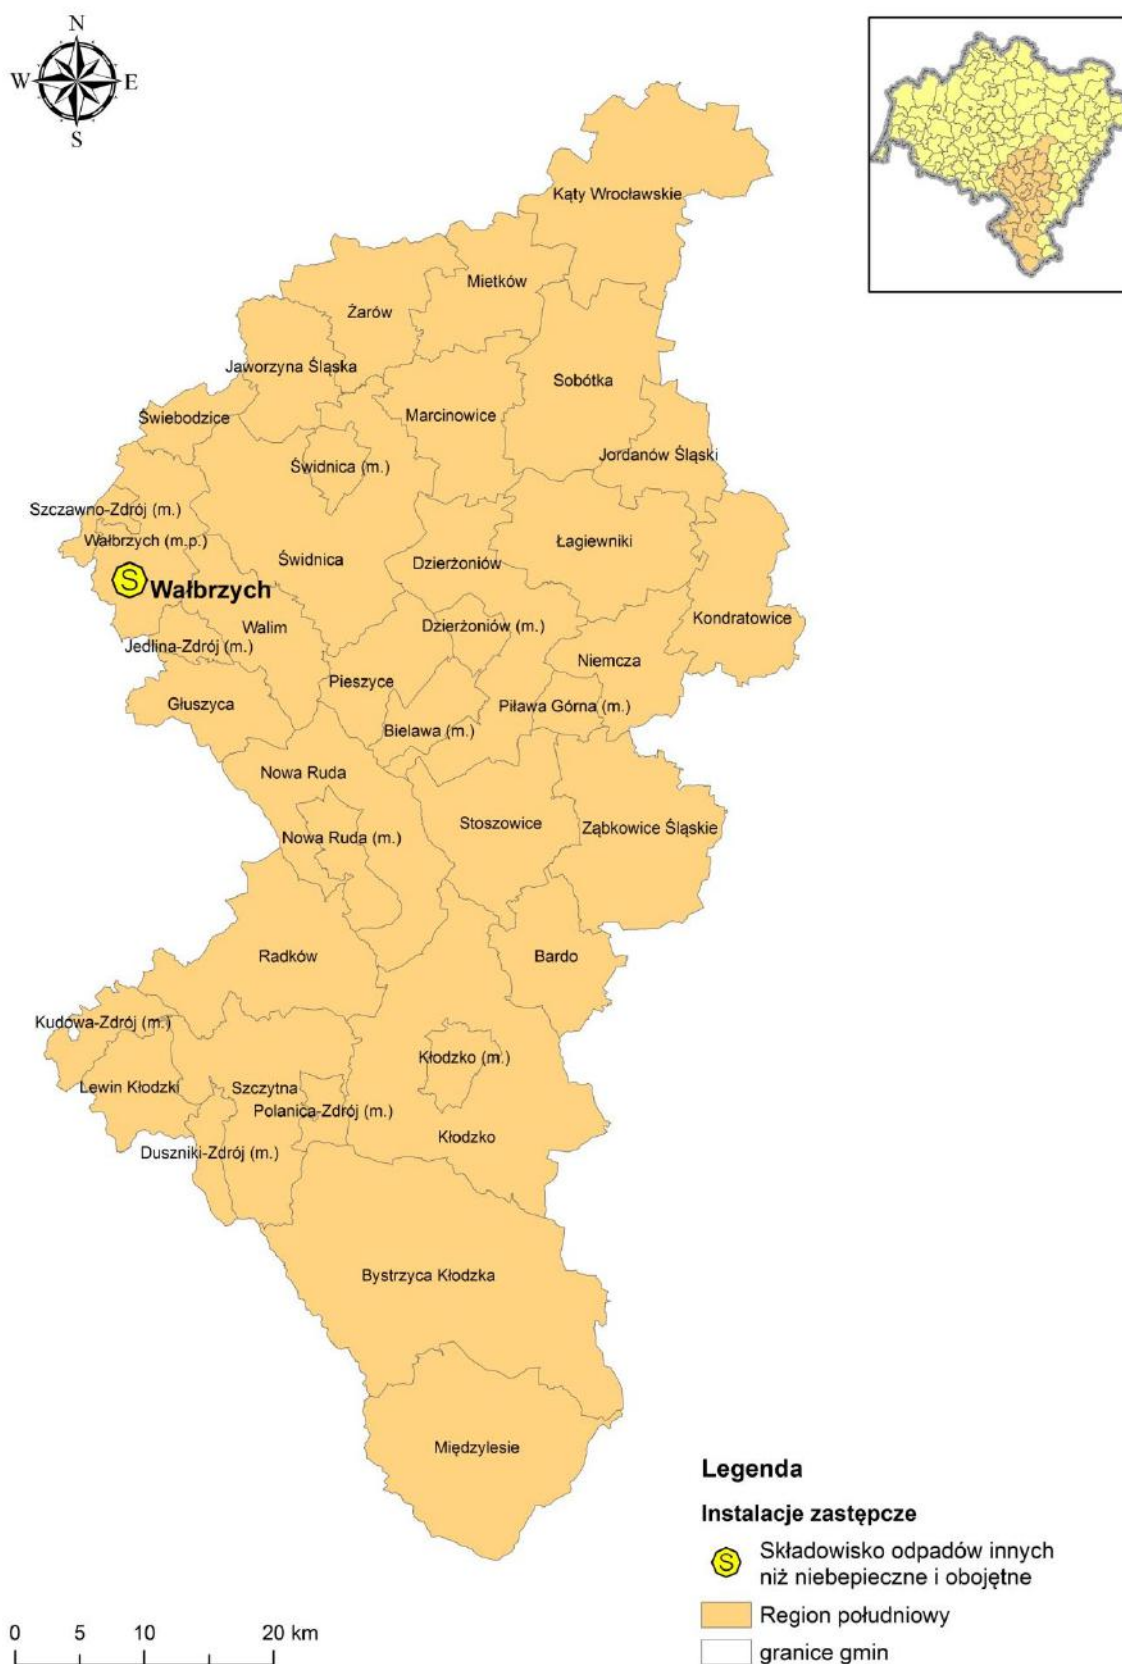 N
W E
S
Kąty Wrocławskie
Mietków
Żarów
Jaworzyna Śląska
Sobótka
Świebodzice
Marcinowice
Jordanów Śląski
Świdnica (m.)
Szczawno-Zdrój (m.)
Wałbrzych (m.p.)
Łagiewniki
Świdnica
Dzierżoniów
S Wałbrzych
Kondratowice
Walim
Dzierżoniów (m.)
Jedlina-Zdrój (m.)
Niemcza
Pieszyce
Głuszyca
Piława Górna (m.)
Bielawa (m.)
Nowa Ruda
Stoszowice
Ząbkowice Śląskie
Nowa Ruda (m.)
Radków
Bardo
Kudowa-Zdrój (m.)
Kłodzko (m.)
Lewin Kłodzki
Szczytna
Polanica-Zdrój (m.)
Kłodzko
Duszniki-Zdrój (m.)
Bystrzyca Kłodzka
Międzylesie
Legenda
Instalacje zastępcze
S Składowisko odpadów innych
niż niebepieczne i obojętne
Region południowy
granice gmin
0 5 10 20 km